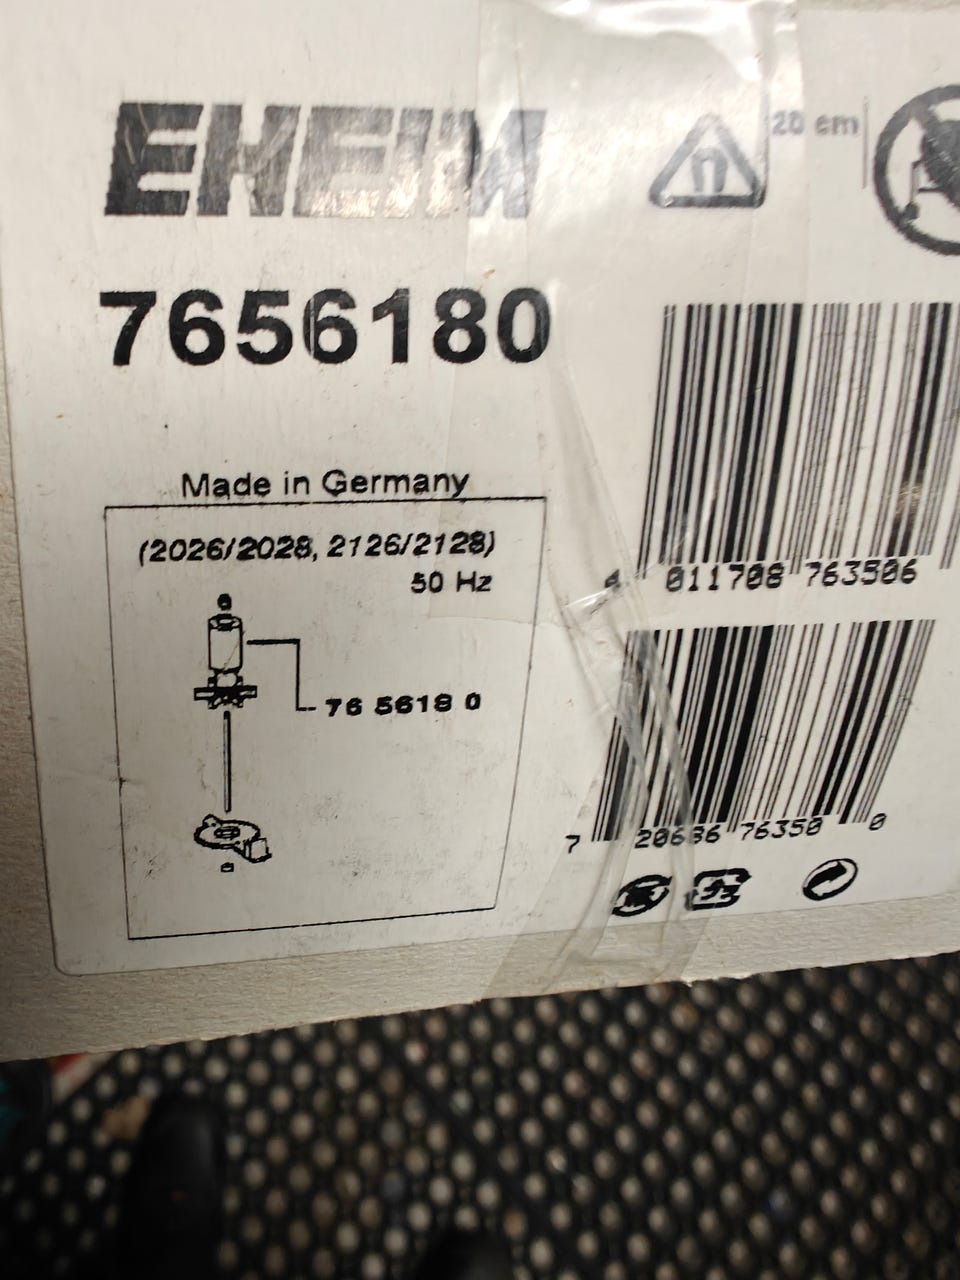 EHEIM
20 cm
7656180
Made in Germany
(2026/2028, 2126/2128)
50 Hz
76 5618 0
4 011708 763506
7 20686 76350 0